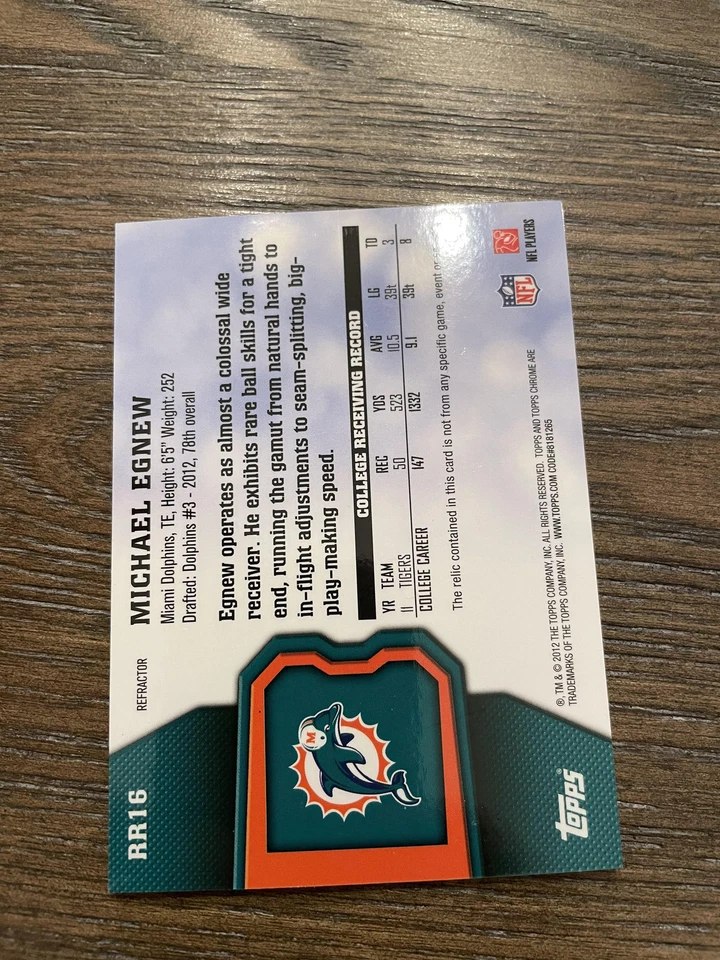 RR16
REFRACTOR
MICHAEL EGNEW
Miami Dolphins, TE, Height: 6'5" Weight: 252
Drafted: Dolphins #3 - 2012, 78th overall
Egnew operates as almost a colossal wide
receiver. He exhibits rare ball skills for a tight
end, running the gamut from natural hands to
in-flight adjustments to seam-splitting, big-
play-making speed.
COLLEGE RECEIVING RECORD
YR TEAM REC YDS AVG LG TD
11 TIGERS 50 523 10.5 39t 3
COLLEGE CAREER 147 1332 9.1 39t 8
The relic contained in this card is not from any specific game, event or
M
TOPPS
®, TM & © 2012 THE TOPPS COMPANY, INC. ALL RIGHTS RESERVED. TOPPS AND TOPPS CHROME ARE
TRADEMARKS OF THE TOPPS COMPANY, INC. WWW.TOPPS.COM CODE#8181265
NFL
NFL PLAYERS